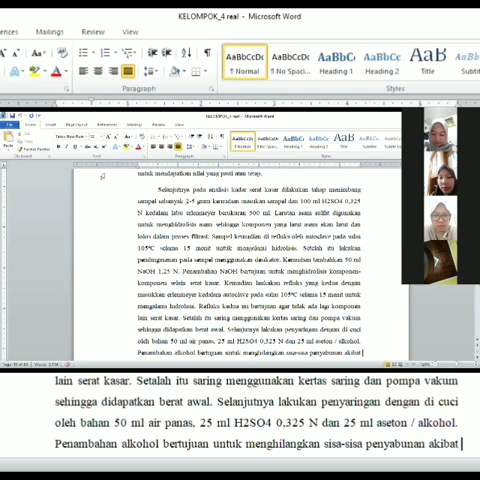 KELOMPOK_4 real - Microsoft Word
Mailings Review View
Paragraph
Styles
AaBbCcDc AaBbCcDc AaBbC AaBbCc AaB AaBbCc
¶ Normal ¶ No Spaci... Heading 1 Heading 2 Title Subtit
KELOMPOK_4 real - Microsoft Word
untuk mendapatkan nilai yang pasti atau tetap.
Selanjutnya pada analisis kadar serat kasar dilakukan tahap menimbang
sampel sebanyak 2-5 gram kemudian masukan sampel dan 100 ml H2SO4 0,325
N kedalam labu erlenmeyer berukuran 500 ml. Larutan asam sulfat digunakan
untuk menghidrolisis asam sehingga komponen yang larut asam akan larut dan
lolos dalam proses filtrasi. Sampel kemudian di refluks oleh autoclave pada suhu
105°C selama 15 menit untuk mengalami hidrolisis. Setelah itu lakukan
pendinginan pada sampel menggunakan desikator. Kemudian tambahkan 50 ml
NaOH 1,25 N. Penambahan NaOH bertujuan untuk menghidrolisis komponen-
komponen selain serat kasar. Kemudian lakukan refluks yang kedua dengan
masukkan erlenmeyer kedalam autoclave pada suhu 105°C selama 15 menit untuk
mengalami hidrolisis. Refluks kedua ini bertujuan agar tidak ada lagi komponen
lain serat kasar. Setalah itu saring menggunakan kertas saring dan pompa vakum
sehingga didapatkan berat awal. Selanjutnya lakukan penyaringan dengan di cuci
oleh bahan 50 ml air panas, 25 ml H2SO4 0,325 N dan 25 ml aseton / alkohol.
Penambahan alkohol bertujuan untuk menghilangkan sisa-sisa penyabunan akibat
lain serat kasar. Setalah itu saring menggunakan kertas saring dan pompa vakum
sehingga didapatkan berat awal. Selanjutnya lakukan penyaringan dengan di cuci
oleh bahan 50 ml air panas, 25 ml H2SO4 0,325 N dan 25 ml aseton / alkohol.
Penambahan alkohol bertujuan untuk menghilangkan sisa-sisa penyabunan akibat